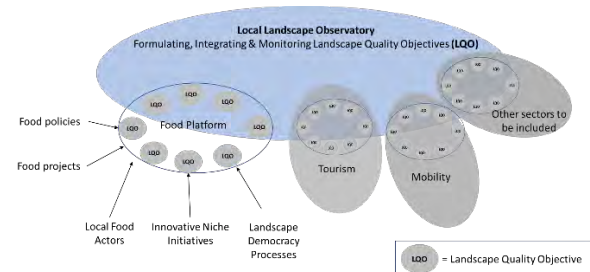 Local Landscape Observatory
Formulating, Integrating & Monitoring Landscape Quality Objectives (LQO)
LQO
LQO
LQO
LQO
Food Platform
LQO
LQO
LQO
LQO
Food policies
Food projects
Local Food
Actors
Innovative Niche
Initiatives
Landscape
Democracy
Processes
Tourism
Mobility
Other sectors to
be included
LQO = Landscape Quality Objective